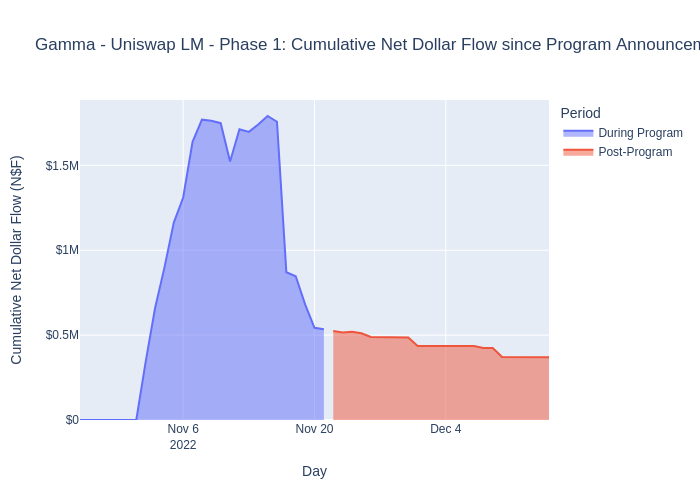 Gamma - Uniswap LM - Phase 1: Cumulative Net Dollar Flow since Program Announcem
Period
During Program
Post-Program
Cumulative Net Dollar Flow (N$F)
$1.5M
$1M
$0.5M
$0
Nov 6
2022
Nov 20
Dec 4
Day